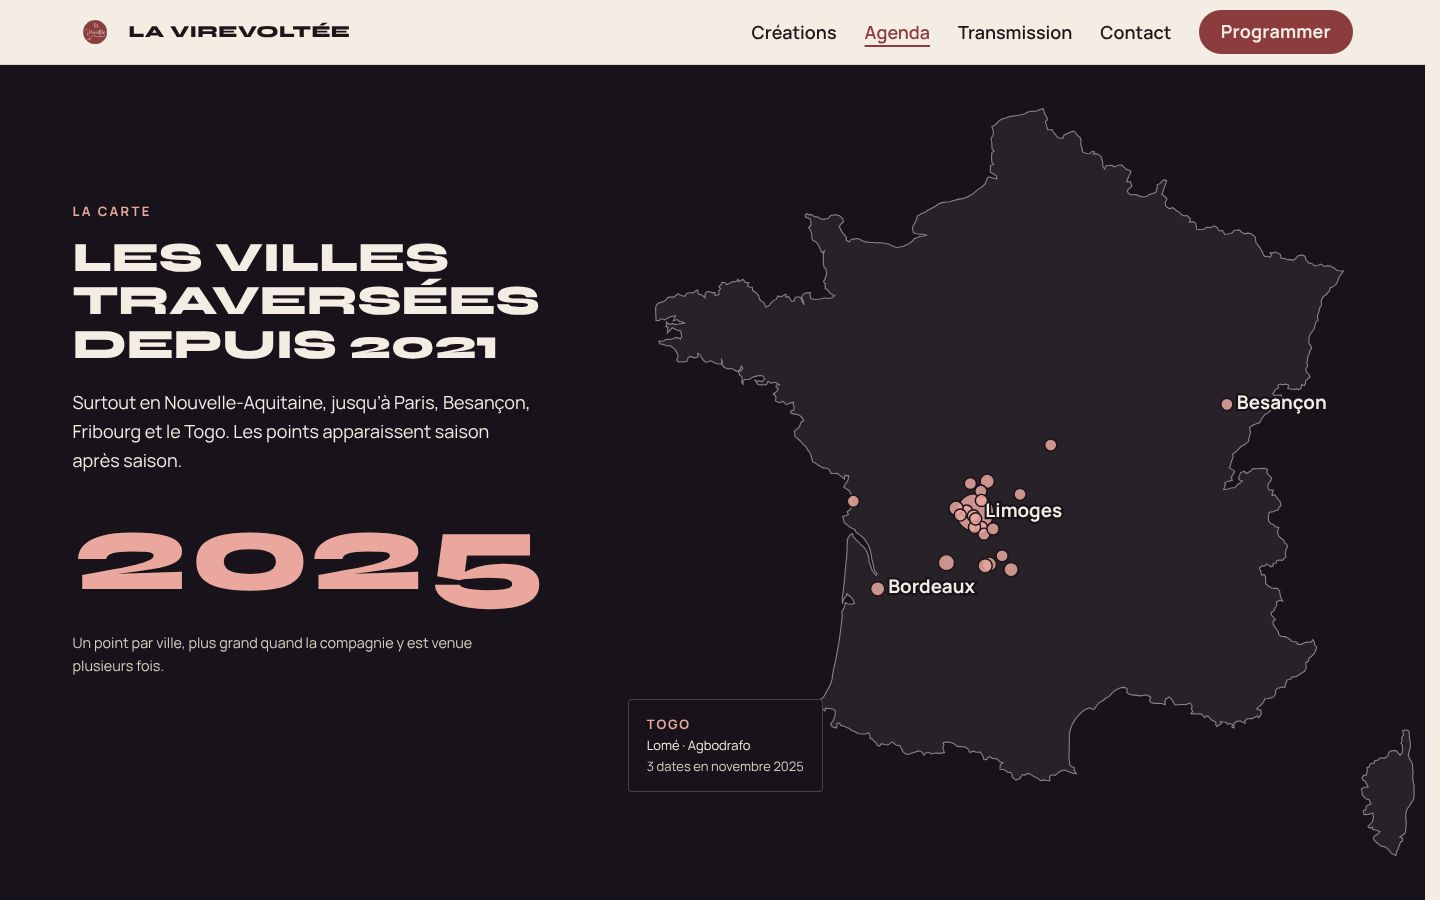 LA VIREVOLTÉE
Créations
Agenda
Transmission
Contact
Programmer
LA CARTE
LES VILLES
TRAVERSÉES
DEPUIS 2021
Surtout en Nouvelle-Aquitaine, jusqu'à Paris, Besançon,
Fribourg et le Togo. Les points apparaissent saison
après saison.
2025
Un point par ville, plus grand quand la compagnie y est venue
plusieurs fois.
Besançon
Limoges
Bordeaux
TOGO
Lomé · Agbodrafo
3 dates en novembre 2025